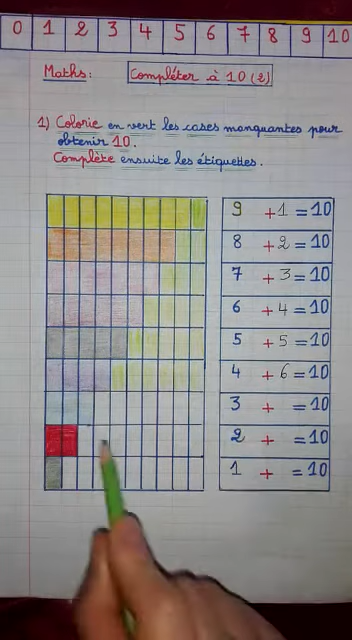 0 1 2 3 4 5 6 7 8 9 10
Maths: Compléter à 10 (2)
1) Colorie en vert les cases manquantes pour
obtenir 10.
Complète ensuite les étiquettes.
9 +1 =10
8 +2 =10
7 +3 =10
6 +4 =10
5 +5 =10
4 +6 =10
3 + =10
2 + =10
1 + =10